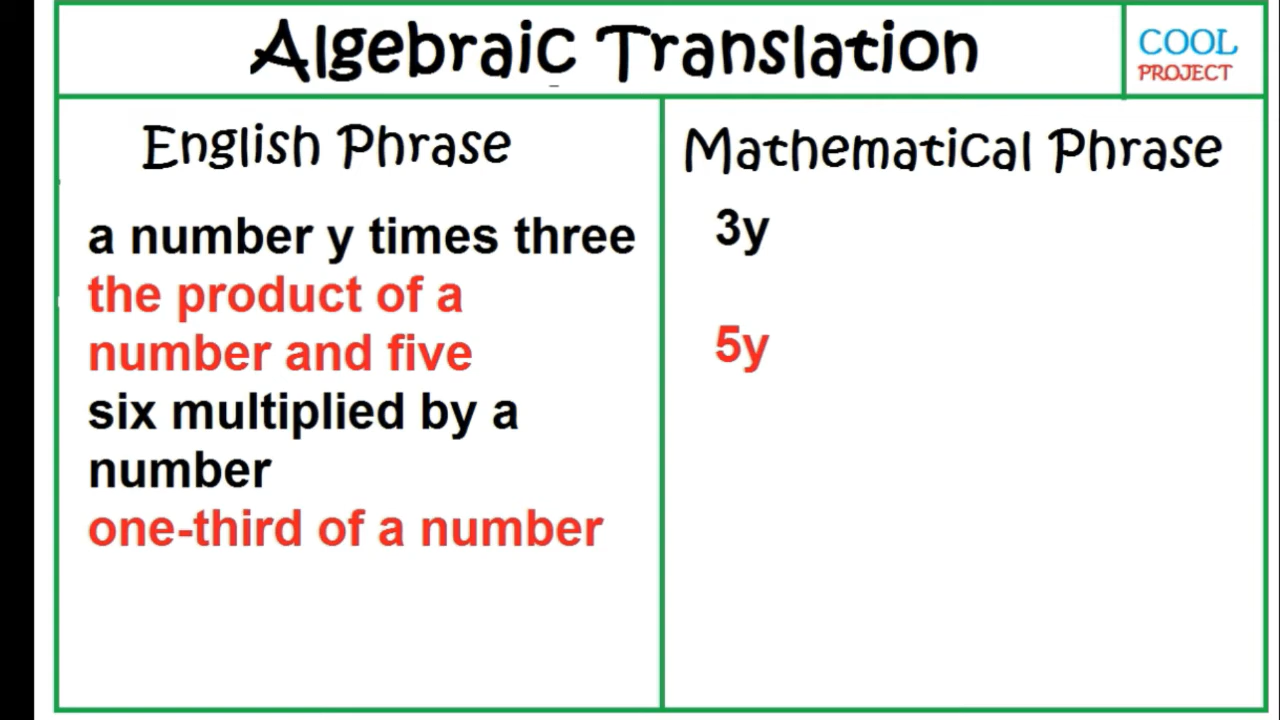 Algebraic Translation
COOL
PROJECT
English Phrase
Mathematical Phrase
a number y times three
3y
the product of a
number and five
5y
six multiplied by a
number
one-third of a number